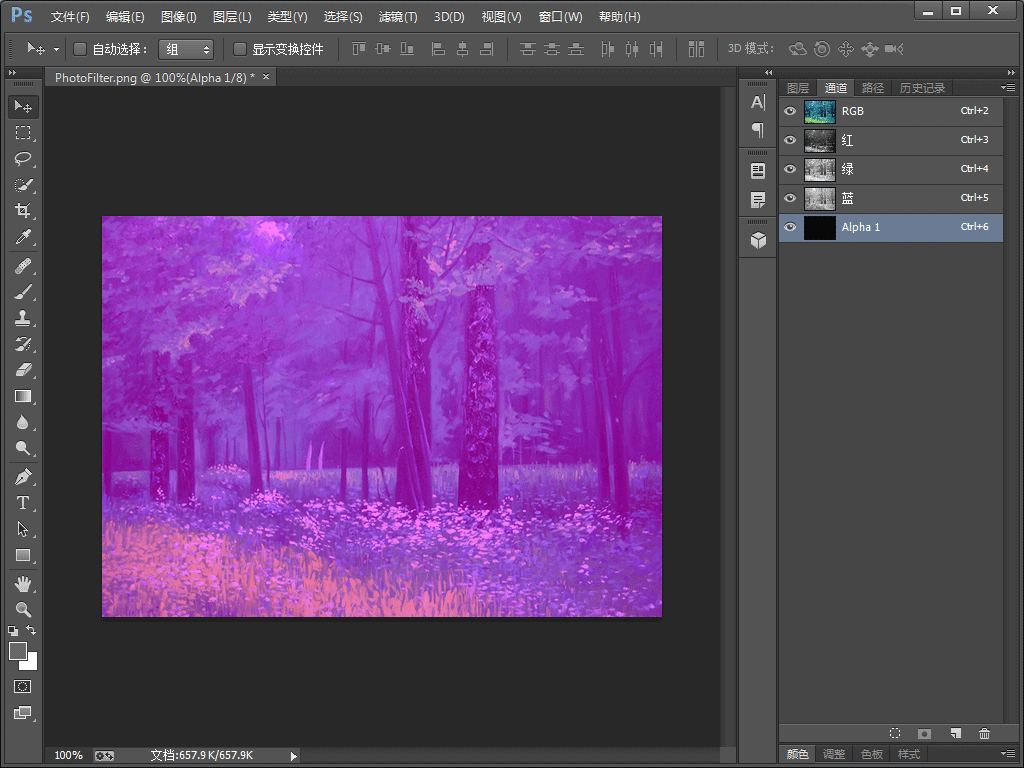 Ps 文件(F) 编辑(E) 图像(I) 图层(L) 类型(Y) 选择(S) 滤镜(T) 3D(D) 视图(V) 窗口(W) 帮助(H)
自动选择： 组 显示变换控件 3D 模式：
PhotoFilter.png @ 100%(Alpha 1/8) * ×
图层 通道 路径 历史记录
RGB Ctrl+2
红 Ctrl+3
绿 Ctrl+4
蓝 Ctrl+5
Alpha 1 Ctrl+6
100% 文档:657.9 K/657.9K
颜色 调整 色板 样式